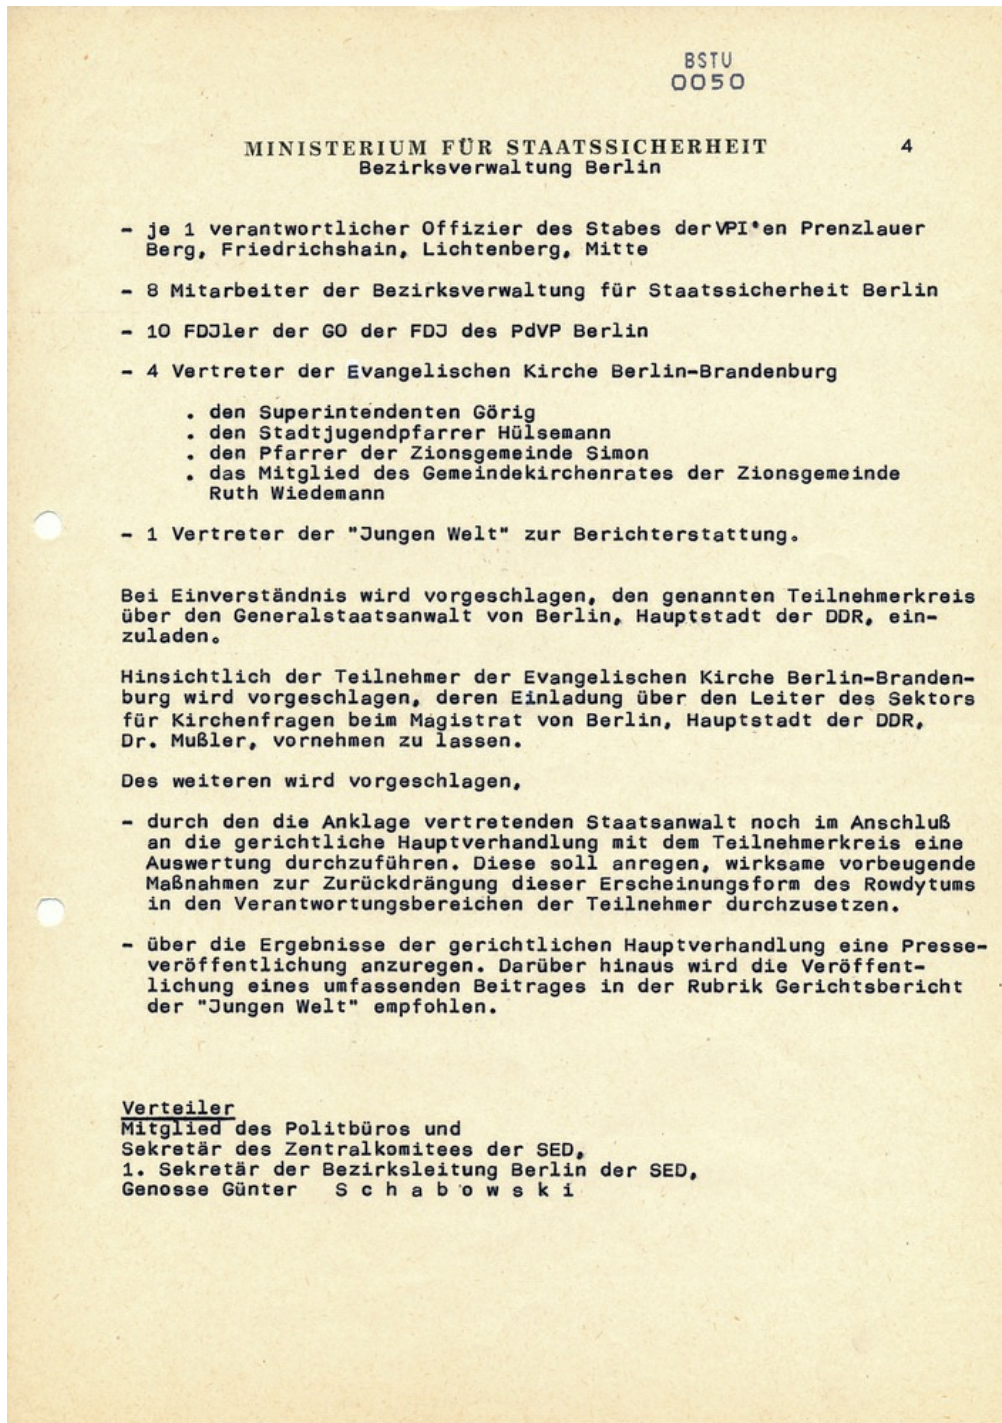 BSTU
0050
MINISTERIUM FÜR STAATSSICHERHEIT 4
Bezirksverwaltung Berlin
- je 1 verantwortlicher Offizier des Stabes der VPI'en Prenzlauer
Berg, Friedrichshain, Lichtenberg, Mitte
- 8 Mitarbeiter der Bezirksverwaltung für Staatssicherheit Berlin
- 10 FDJler der GO der FDJ des PdVP Berlin
- 4 Vertreter der Evangelischen Kirche Berlin-Brandenburg
. den Superintendenten Görig
. den Stadtjugendpfarrer Hülsemann
. den Pfarrer der Zionsgemeinde Simon
. das Mitglied des Gemeindekirchenrates der Zionsgemeinde
Ruth Wiedemann
- 1 Vertreter der "Jungen Welt" zur Berichterstattung.
Bei Einverständnis wird vorgeschlagen, den genannten Teilnehmerkreis
über den Generalstaatsanwalt von Berlin, Hauptstadt der DDR, ein-
zuladen.
Hinsichtlich der Teilnehmer der Evangelischen Kirche Berlin-Branden-
burg wird vorgeschlagen, deren Einladung über den Leiter des Sektors
für Kirchenfragen beim Magistrat von Berlin, Hauptstadt der DDR,
Dr. Mußler, vornehmen zu lassen.
Des weiteren wird vorgeschlagen,
- durch den die Anklage vertretenden Staatsanwalt noch im Anschluß
an die gerichtliche Hauptverhandlung mit dem Teilnehmerkreis eine
Auswertung durchzuführen. Diese soll anregen, wirksame vorbeugende
Maßnahmen zur Zurückdrängung dieser Erscheinungsform des Rowdytums
in den Verantwortungsbereichen der Teilnehmer durchzusetzen.
- über die Ergebnisse der gerichtlichen Hauptverhandlung eine Presse-
veröffentlichung anzuregen. Darüber hinaus wird die Veröffent-
lichung eines umfassenden Beitrages in der Rubrik Gerichtsbericht
der "Jungen Welt" empfohlen.
Verteiler
Mitglied des Politbüros und
Sekretär des Zentralkomitees der SED,
1. Sekretär der Bezirksleitung Berlin der SED,
Genosse Günter S c h a b o w s k i